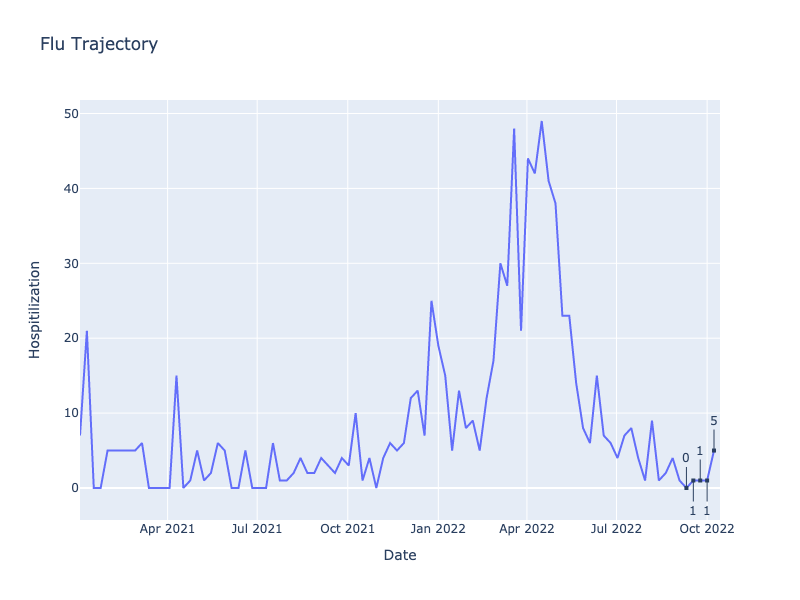 Flu Trajectory
Hospitilization
50
40
30
20
10
0
5
0
1
1
1
Apr 2021
Jul 2021
Oct 2021
Jan 2022
Apr 2022
Jul 2022
Oct 2022
Date